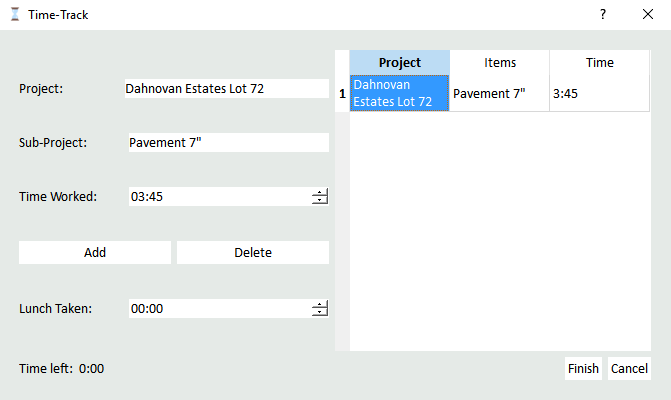 Time-Track
?
Project: Dahnovan Estates Lot 72
Sub-Project: Pavement 7"
Time Worked: 03:45
Add Delete
Lunch Taken: 00:00
Time left: 0:00
Project Items Time
1 Dahnovan Pavement 7" 3:45
Estates Lot 72
Finish Cancel